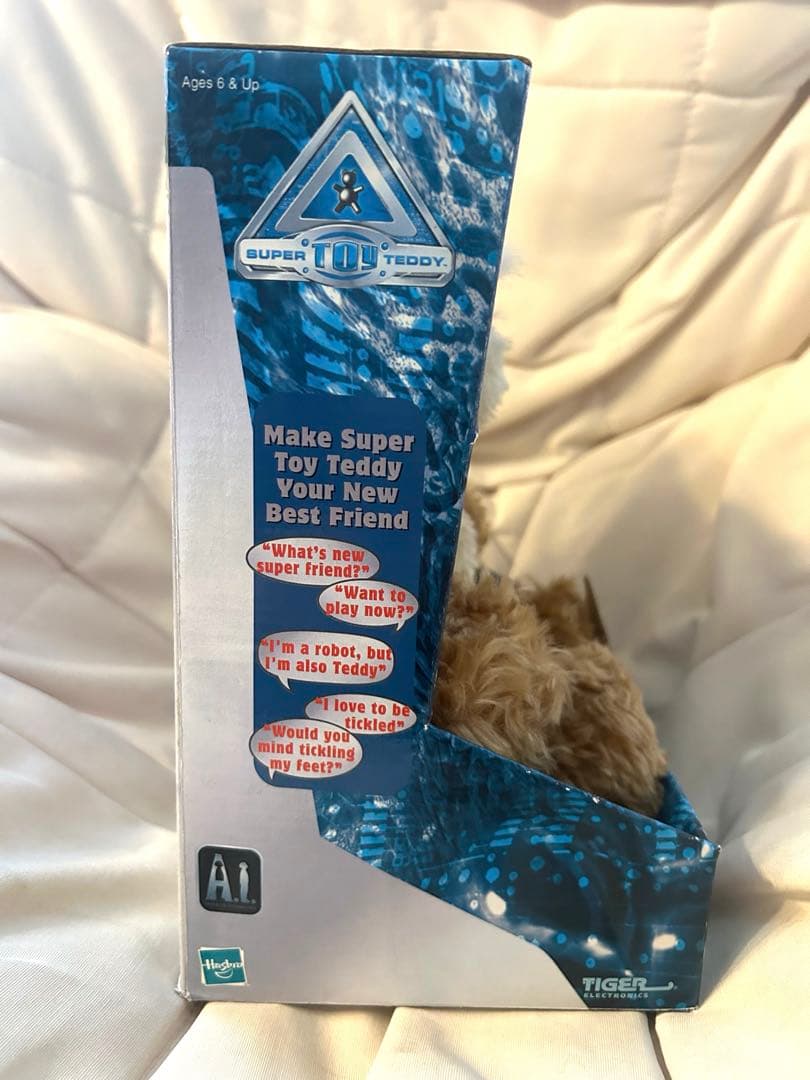 Ages 6 & Up
SUPER TOY TEDDY™
Make Super
Toy Teddy
Your New
Best Friend
"What's new
super friend?"
"Want to
play now?"
"I'm a robot, but
I'm also Teddy"
"I love to be
tickled"
"Would you
mind tickling
my feet?"
A.I.
Hasbro
TIGER
ELECTRONICS